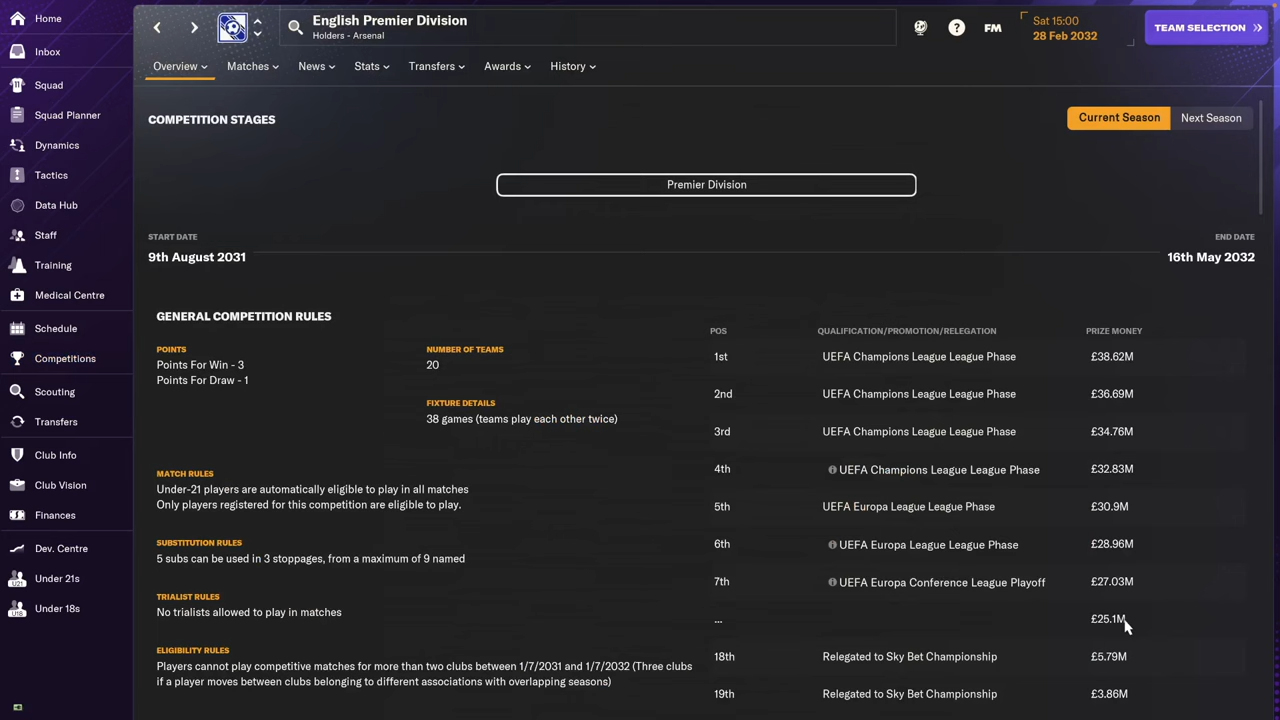 Home
Inbox
Squad
Squad Planner
Dynamics
Tactics
Data Hub
Staff
Training
Medical Centre
Schedule
Competitions
Scouting
Transfers
Club Info
Club Vision
Finances
Dev. Centre
Under 21s
Under 18s
English Premier Division
Holders - Arsenal
FM
Sat 15:00
28 Feb 2032
TEAM SELECTION
Overview Matches News Stats Transfers Awards History
COMPETITION STAGES
Current Season Next Season
Premier Division
START DATE
9th August 2031
END DATE
16th May 2032
GENERAL COMPETITION RULES
POINTS
Points For Win - 3
Points For Draw - 1
NUMBER OF TEAMS
20
FIXTURE DETAILS
38 games (teams play each other twice)
MATCH RULES
Under-21 players are automatically eligible to play in all matches
Only players registered for this competition are eligible to play.
SUBSTITUTION RULES
5 subs can be used in 3 stoppages, from a maximum of 9 named
TRIALIST RULES
No trialists allowed to play in matches
ELIGIBILITY RULES
Players cannot play competitive matches for more than two clubs between 1/7/2031 and 1/7/2032 (Three clubs
if a player moves between clubs belonging to different associations with overlapping seasons)
POS QUALIFICATION/PROMOTION/RELEGATION PRIZE MONEY
1st UEFA Champions League League Phase £38.62M
2nd UEFA Champions League League Phase £36.69M
3rd UEFA Champions League League Phase £34.76M
4th UEFA Champions League League Phase £32.83M
5th UEFA Europa League League Phase £30.9M
6th UEFA Europa League League Phase £28.96M
7th UEFA Europa Conference League Playoff £27.03M
... £25.1M
18th Relegated to Sky Bet Championship £5.79M
19th Relegated to Sky Bet Championship £3.86M